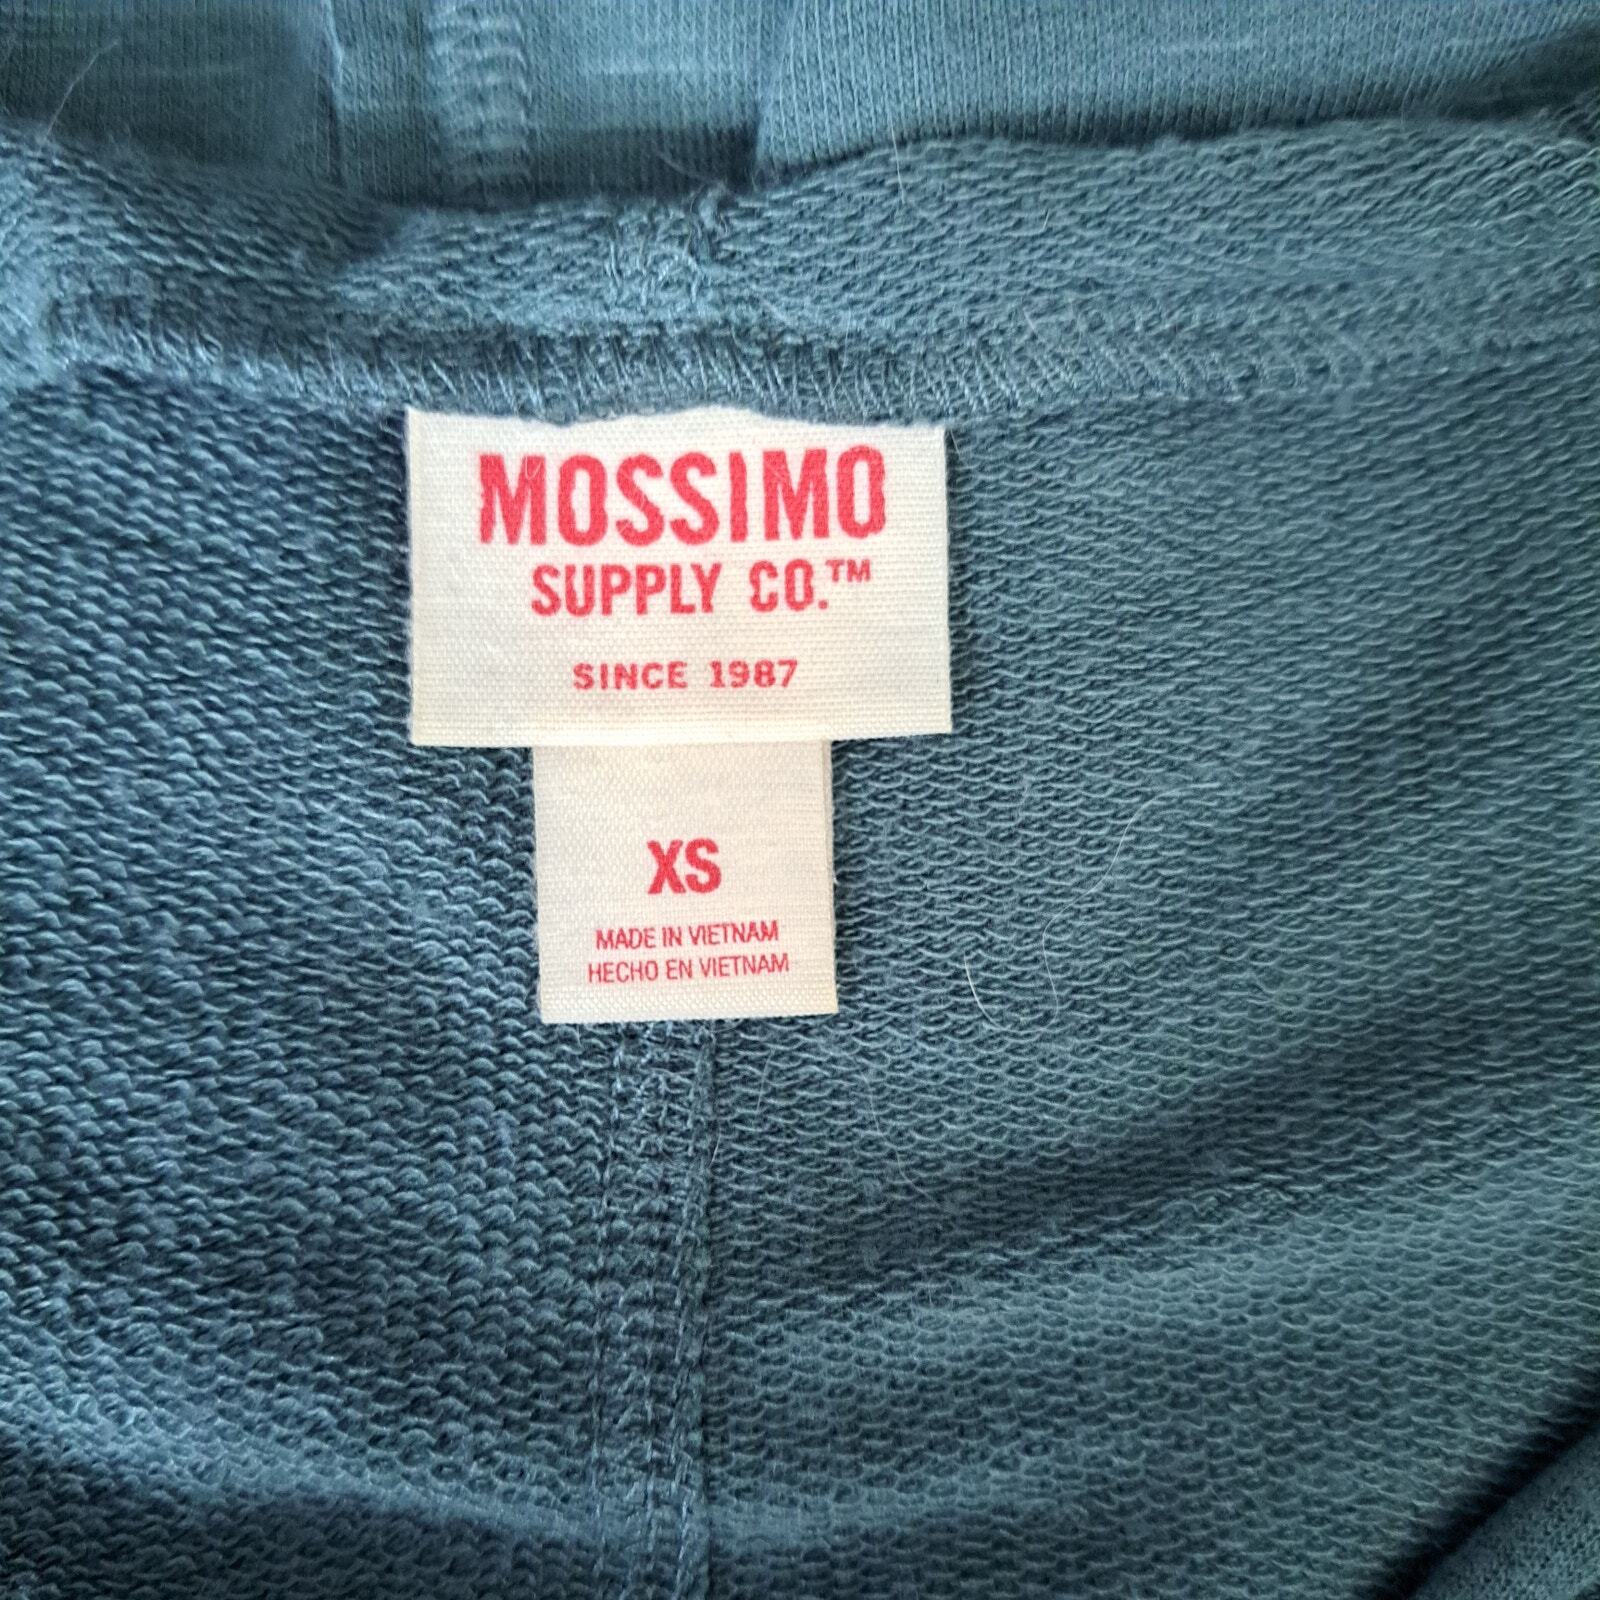 MOSSIMO
SUPPLY CO.™
SINCE 1987
XS
MADE IN VIETNAM
HECHO EN VIETNAM